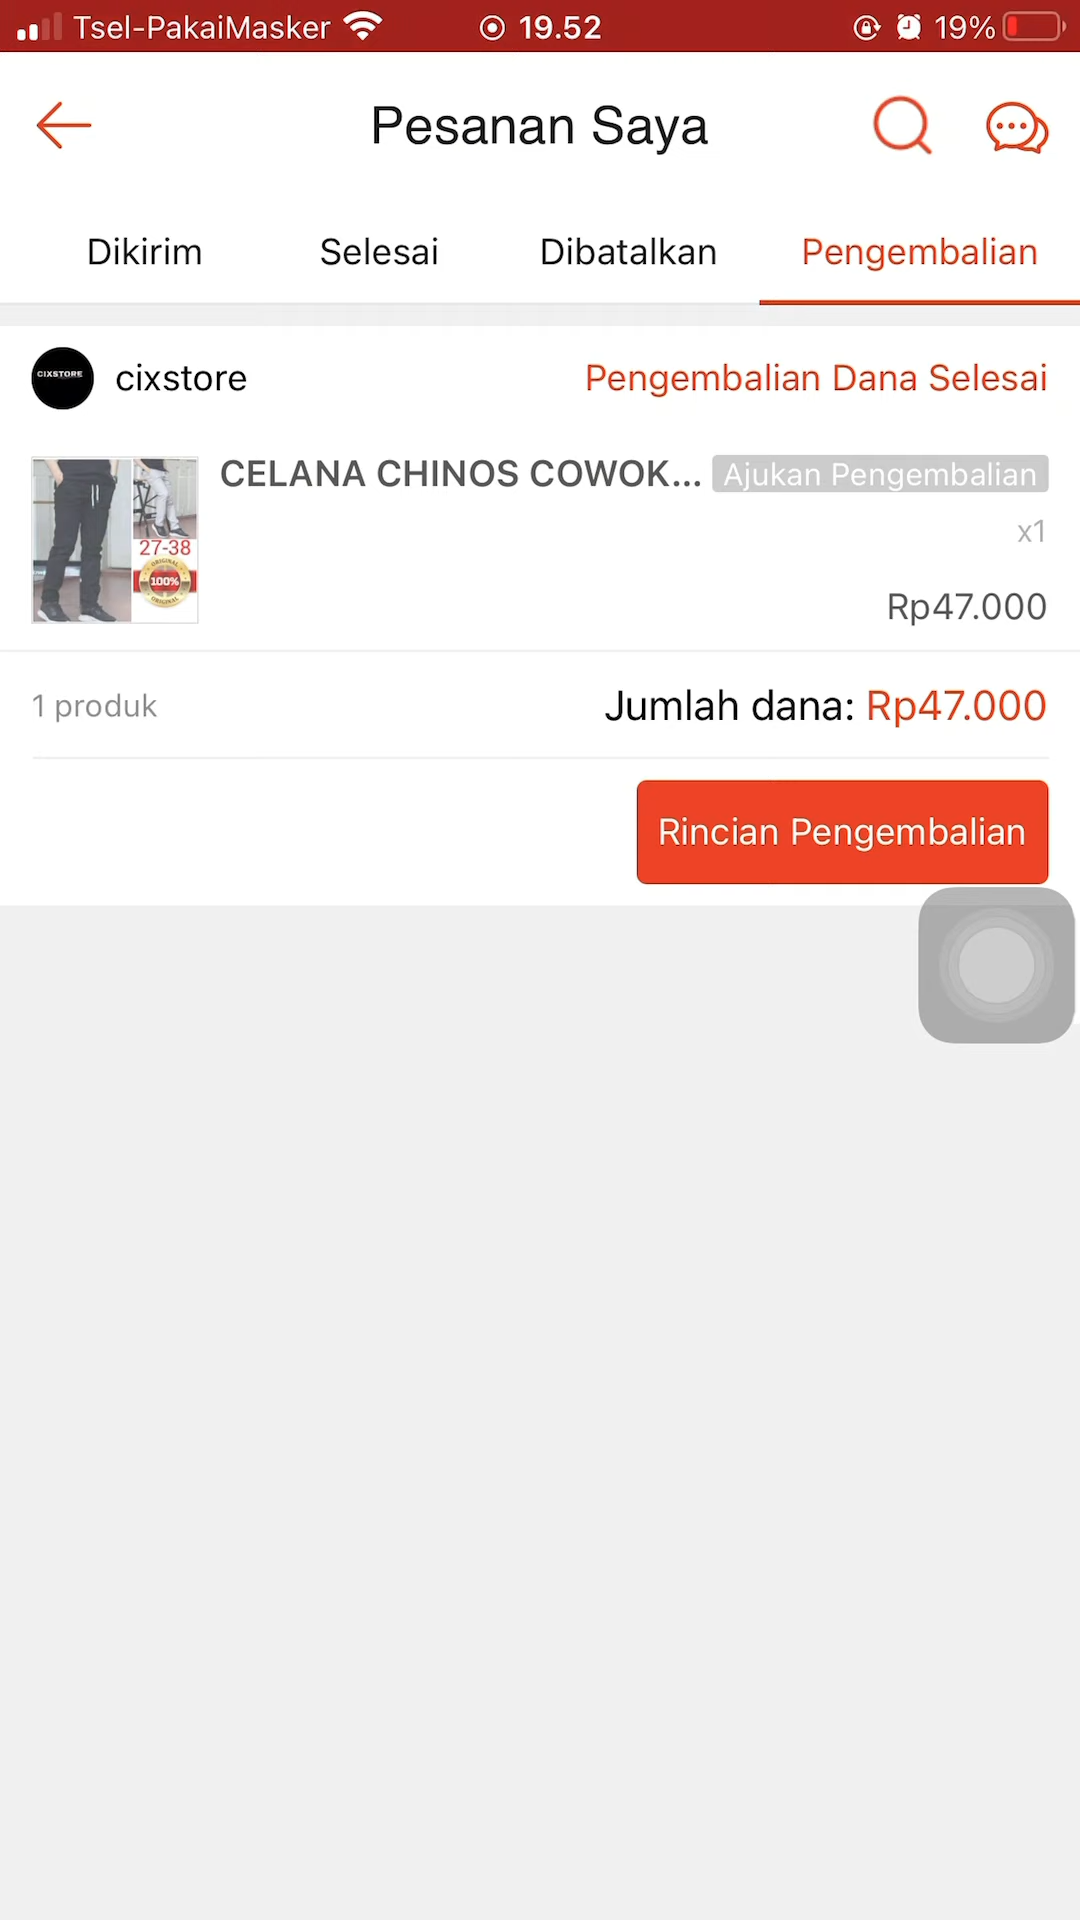 Tsel-PakaiMasker 19.52 19%
Pesanan Saya
Dikirim Selesai Dibatalkan Pengembalian
CIXSTORE cixstore Pengembalian Dana Selesai
CELANA CHINOS COWOK... Ajukan Pengembalian
x1
27-38
ORIGINAL
100%
ORIGINAL
Rp47.000
1 produk Jumlah dana: Rp47.000
Rincian Pengembalian